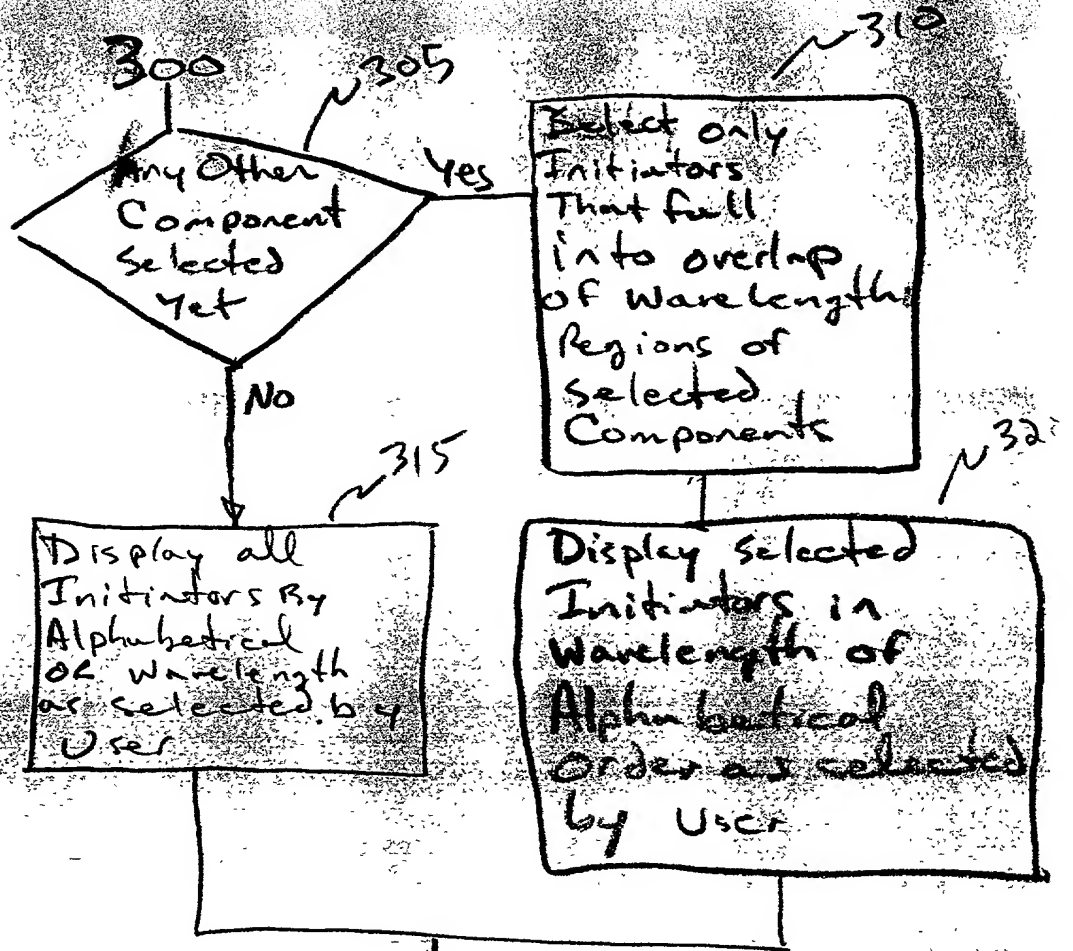 300
305
310
Any Other
Component
Selected
Yet
Yes
No
Select only
Initiators
That fall
into overlap
of Wavelength
Regions of
Selected
Components
315
Display all
Initiators By
Alphabetical
or wavelength
as selected by
User
32
Display selected
Initiators in
Wavelength of
Alphabetical
Order as selected
by User